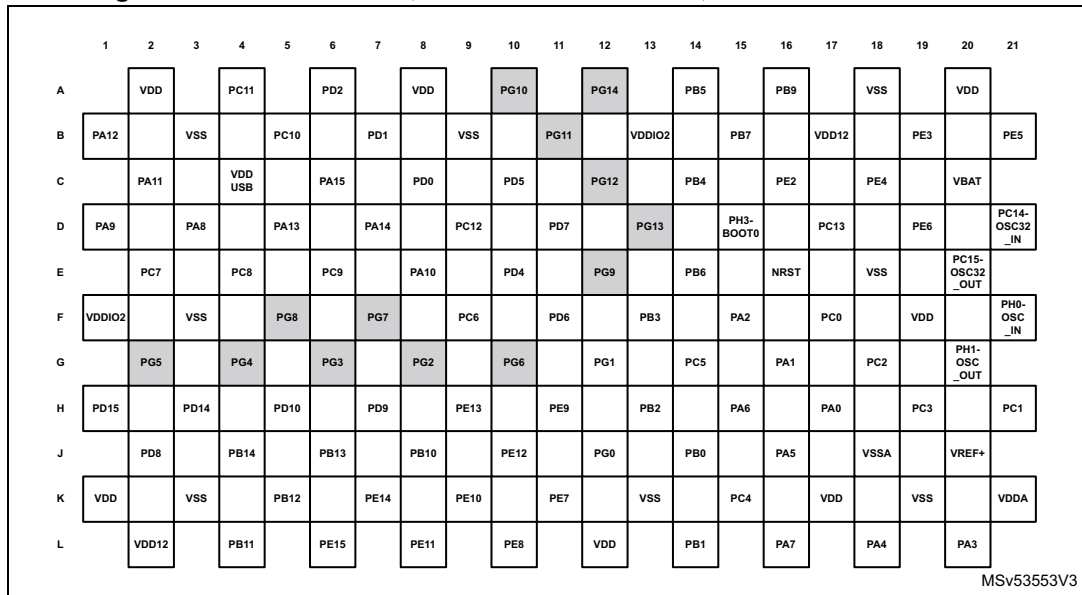 1 2 3 4 5 6 7 8 9 10 11 12 13 14 15 16 17 18 19 20 21
A VDD PC11 PD2 VDD PG10 PG14 PB5 PB9 VSS VDD
B PA12 VSS PC10 PD1 VSS PG11 VDDIO2 PB7 VDD12 PE3 PE5
C PA11 VDD USB PA15 PD0 PD5 PG12 PB4 PE2 PE4 VBAT
D PA9 PA8 PA13 PA14 PC12 PD7 PG13 PH3-BOOT0 PC13 PE6 PC14-OSC32_IN
E PC7 PC8 PC9 PA10 PD4 PG9 PB6 NRST VSS PC15-OSC32_OUT
F VDDIO2 VSS PG8 PG7 PC6 PD6 PB3 PA2 PC0 VDD PH0-OSC_IN
G PG5 PG4 PG3 PG2 PG6 PG1 PC5 PA1 PC2 PH1-OSC_OUT
H PD15 PD14 PD10 PD9 PE13 PE9 PB2 PA6 PA0 PC3 PC1
J PD8 PB14 PB13 PB10 PE12 PG0 PB0 PA5 VSSA VREF+
K VDD VSS PB12 PE14 PE10 PE7 VSS PC4 VDD VSS VDDA
L VDD12 PB11 PE15 PE11 PE8 VDD PB1 PA7 PA4 PA3
MSv53553V3